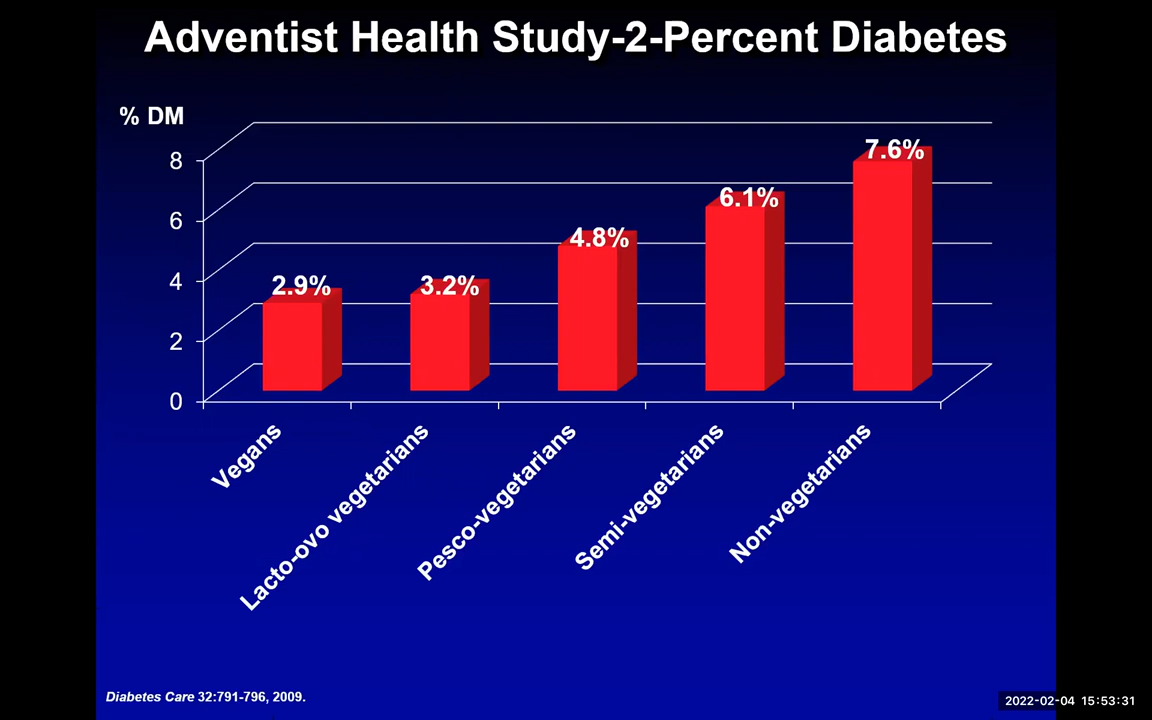 Adventist Health Study-2-Percent Diabetes
% DM
8
6
4
2
0
2.9%
3.2%
4.8%
6.1%
7.6%
Vegans
Lacto-ovo vegetarians
Pesco-vegetarians
Semi-vegetarians
Non-vegetarians
Diabetes Care 32:791-796, 2009.
2022-02-04 15:53:31